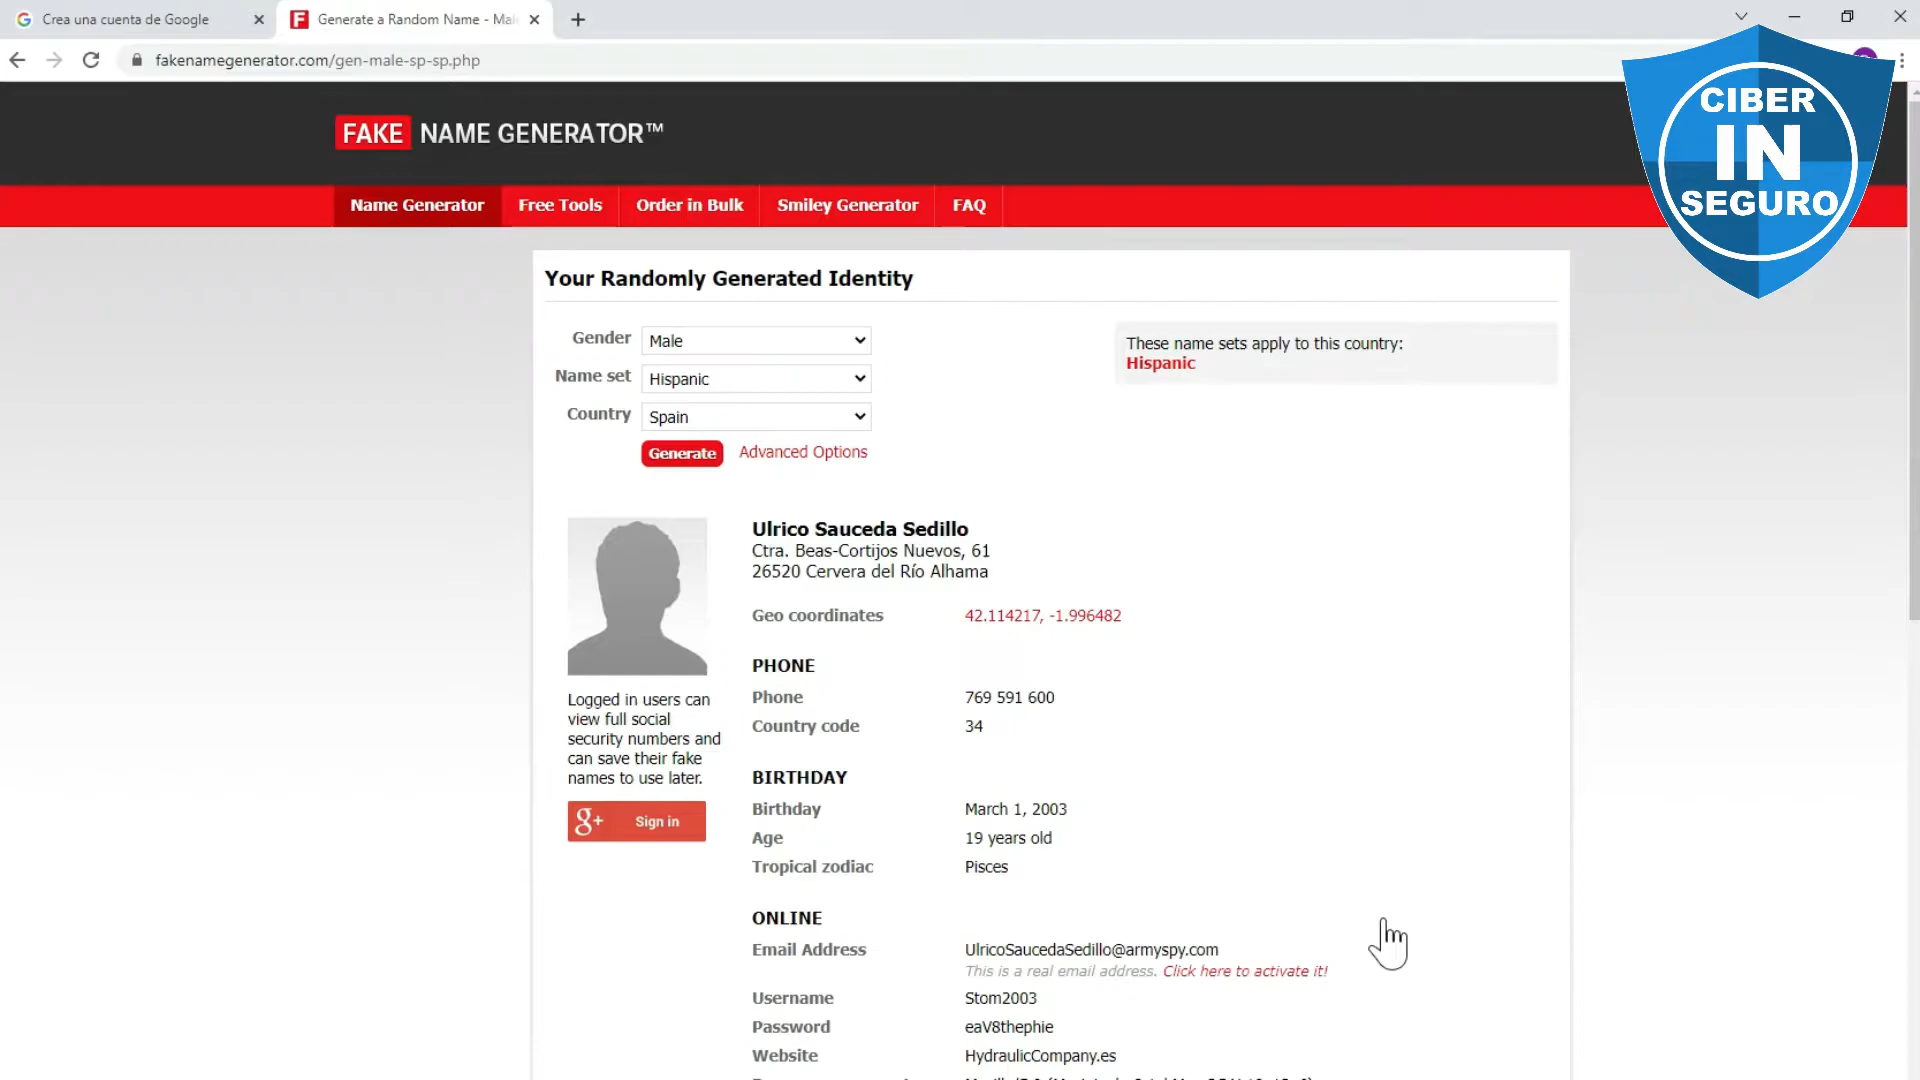 Crea una cuenta de Google
Generate a Random Name - Mal
fakenamegenerator.com/gen-male-sp-sp.php
CIBER
IN
SEGURO
FAKE NAME GENERATOR™
Name Generator Free Tools Order in Bulk Smiley Generator FAQ
Your Randomly Generated Identity
Gender Male
Name set Hispanic
Country Spain
Generate Advanced Options
These name sets apply to this country:
Hispanic
Ulrico Sauceda Sedillo
Ctra. Beas-Cortijos Nuevos, 61
26520 Cervera del Río Alhama
Geo coordinates 42.114217, -1.996482
PHONE
Phone 769 591 600
Country code 34
Logged in users can
view full social
security numbers and
can save their fake
names to use later.
g+ Sign in
BIRTHDAY
Birthday March 1, 2003
Age 19 years old
Tropical zodiac Pisces
ONLINE
Email Address UlricoSaucedaSedillo@armyspy.com
This is a real email address. Click here to activate it!
Username Stom2003
Password eaV8thephie
Website HydraulicCompany.es